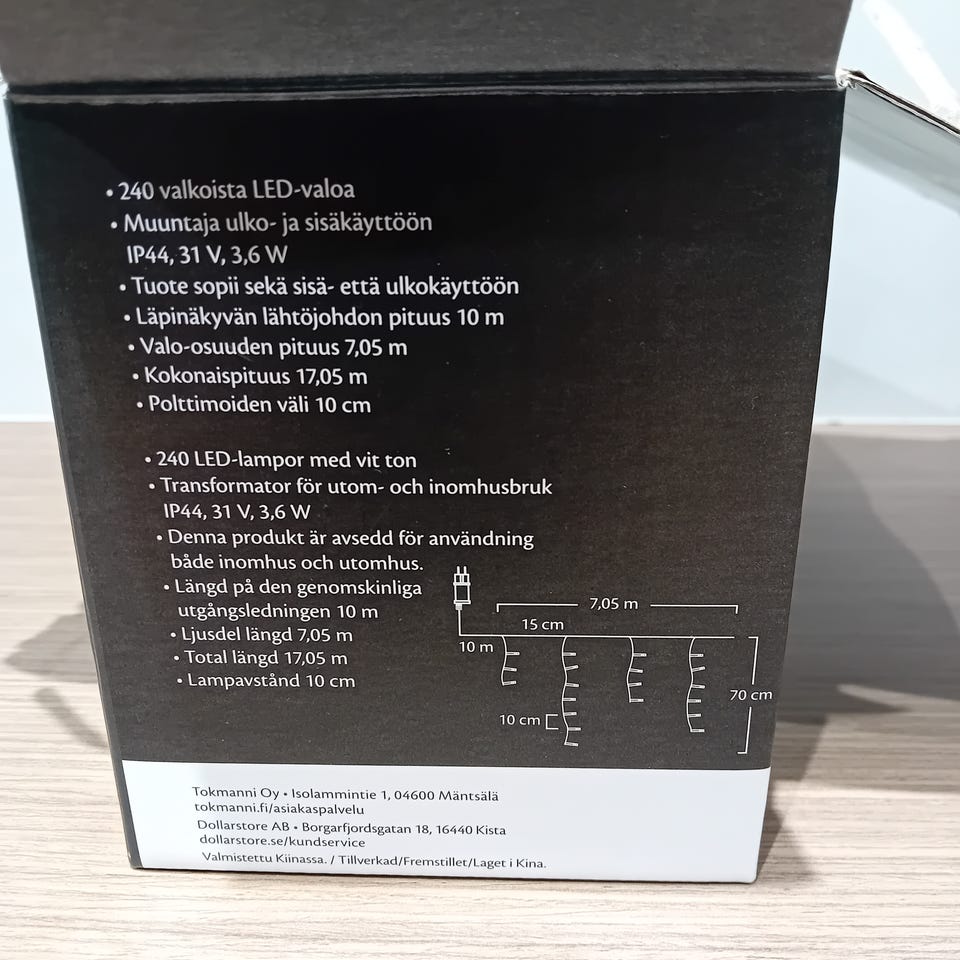 • 240 valkoista LED-valoa
• Muuntaja ulko- ja sisäkäyttöön
IP44, 31 V, 3,6 W
• Tuote sopii sekä sisä- että ulkokäyttöön
• Läpinäkyvän lähtöjohdon pituus 10 m
• Valo-osuuden pituus 7,05 m
• Kokonaispituus 17,05 m
• Polttimoiden väli 10 cm
• 240 LED-lampor med vit ton
• Transformator för utom- och inomhusbruk
IP44, 31 V, 3,6 W
• Denna produkt är avsedd för användning
både inomhus och utomhus.
• Längd på den genomskinliga
utgångsledningen 10 m
• Ljusdel längd 7,05 m
• Total längd 17,05 m
• Lampavstånd 10 cm
7,05 m
15 cm
10 m
70 cm
10 cm
Tokmanni Oy • Isolammintie 1, 04600 Mäntsälä
tokmanni.fi/asiakaspalvelu
Dollarstore AB • Borgarfjordsgatan 18, 16440 Kista
dollarstore.se/kundservice
Valmistettu Kiinassa. / Tillverkad/Fremstillet/Laget i Kina.